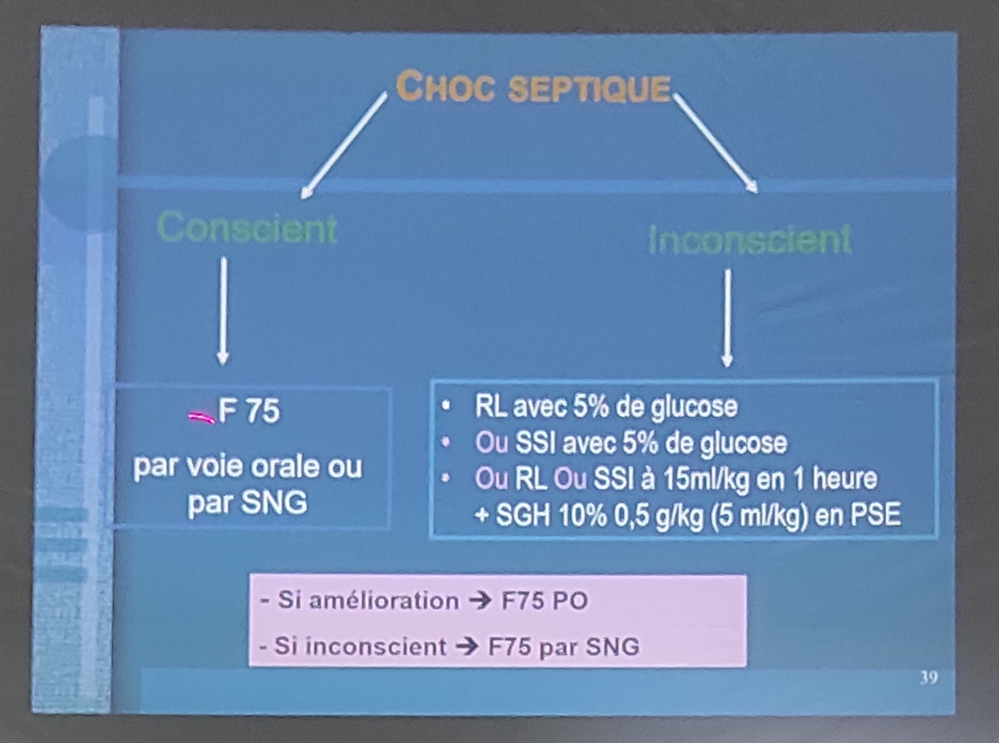 CHOC SEPTIQUE
Conscient
Inconscient
F 75
par voie orale ou
par SNG
• RL avec 5% de glucose
• Ou SSI avec 5% de glucose
• Ou RL Ou SSI à 15ml/kg en 1 heure
+ SGH 10% 0,5 g/kg (5 ml/kg) en PSE
- Si amélioration ➔ F75 PO
- Si inconscient ➔ F75 par SNG
39